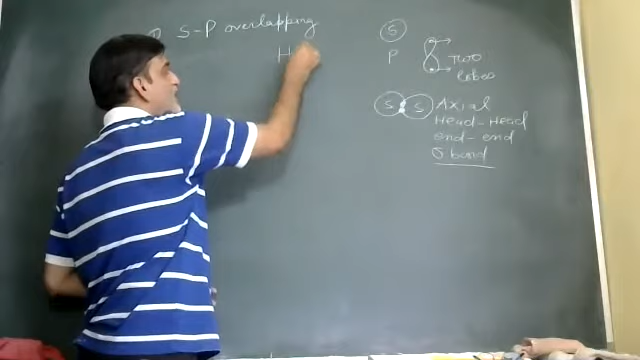 S-P overlapping
H
S
P
Two
lobes
S S Axial
Head-Head
end-end
σ bond